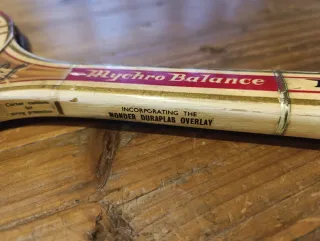 Mychro Balance
INCORPORATING THE
WONDER DURAPLAS OVERLAY